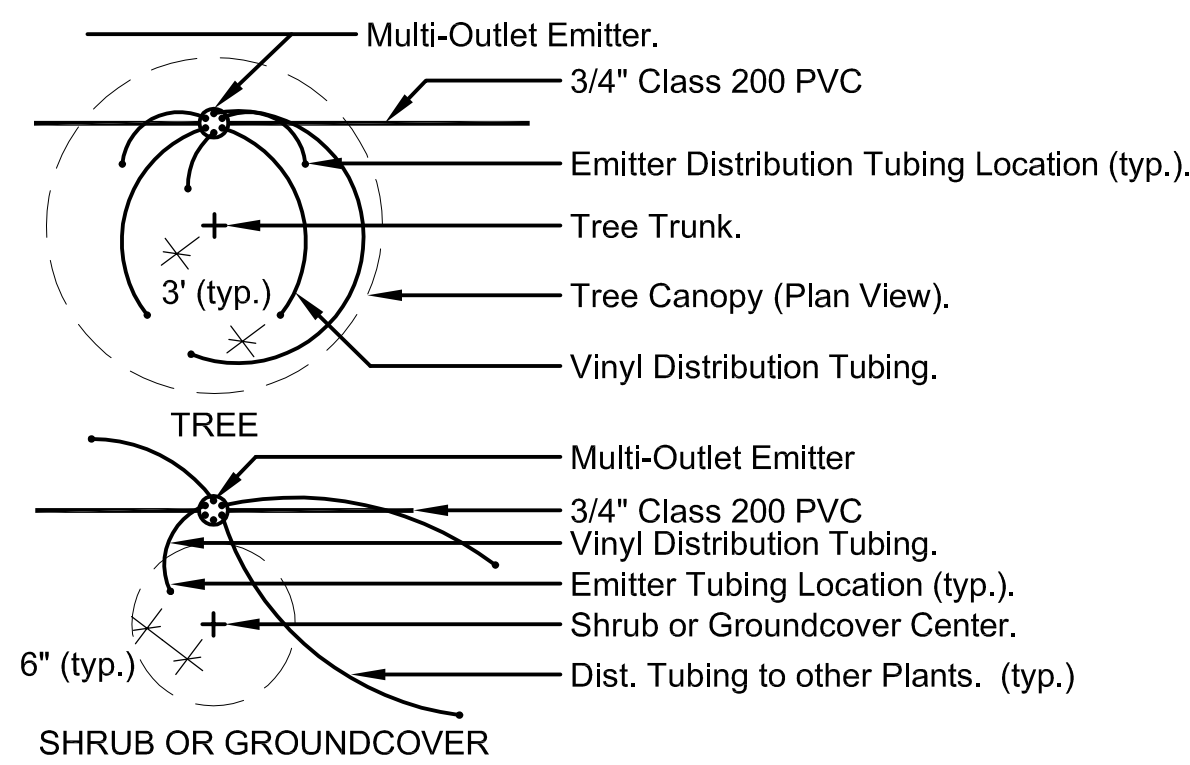 Multi-Outlet Emitter.
3/4" Class 200 PVC
Emitter Distribution Tubing Location (typ.).
Tree Trunk.
3' (typ.)
Tree Canopy (Plan View).
Vinyl Distribution Tubing.
TREE
Multi-Outlet Emitter
3/4" Class 200 PVC
Vinyl Distribution Tubing.
Emitter Tubing Location (typ.).
Shrub or Groundcover Center.
6" (typ.)
Dist. Tubing to other Plants. (typ.)
SHRUB OR GROUNDCOVER